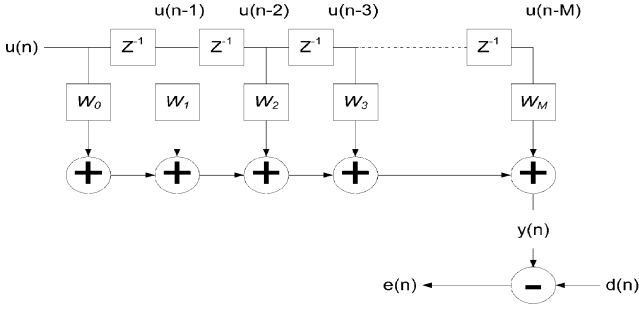 u(n-1) u(n-2) u(n-3) u(n-M)
u(n) Z⁻¹ Z⁻¹ Z⁻¹ Z⁻¹
W₀ W₁ W₂ W₃ W_M
+ + + + +
y(n)
e(n) − d(n)